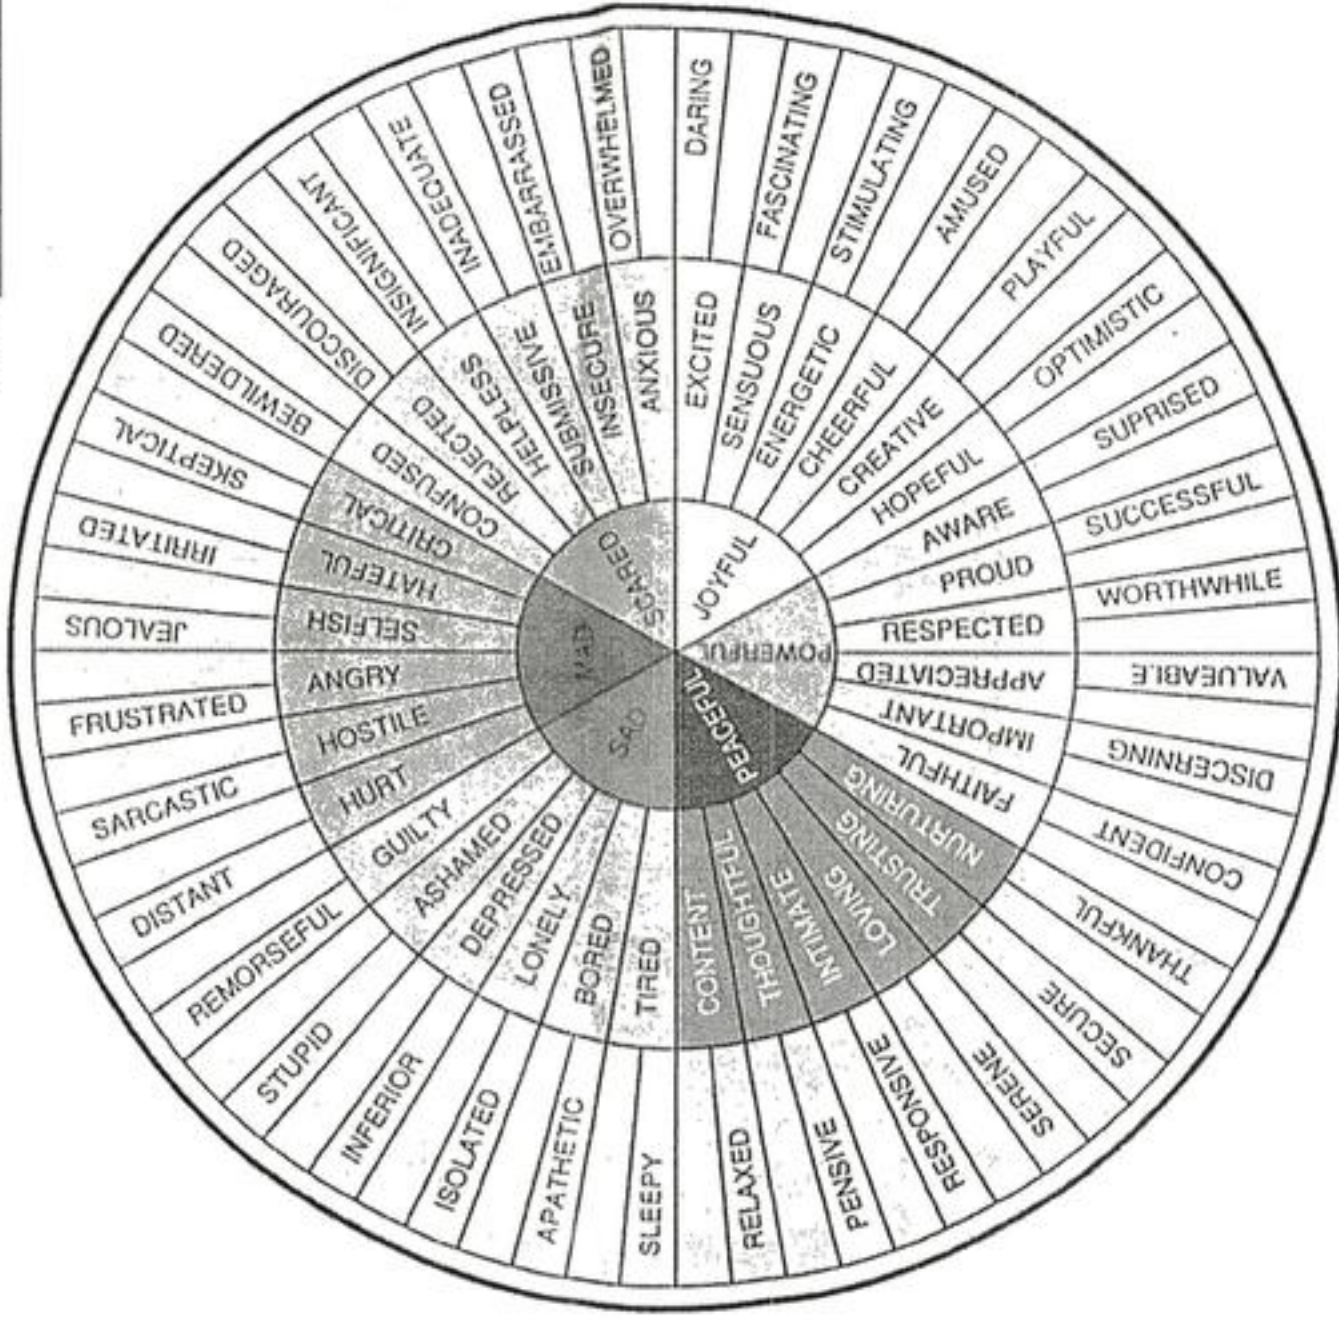 JOYFUL
POWERFUL
PEACEFUL
SAD
MAD
SCARED
EXCITED
SENSUOUS
ENERGETIC
CHEERFUL
CREATIVE
HOPEFUL
AWARE
PROUD
RESPECTED
APPRECIATED
IMPORTANT
FAITHFUL
NURTURING
TRUSTING
LOVING
INTIMATE
THOUGHTFUL
CONTENT
TIRED
BORED
LONELY
DEPRESSED
ASHAMED
GUILTY
HURT
HOSTILE
ANGRY
SELFISH
HATEFUL
CRITICAL
CONFUSED
REJECTED
HELPLESS
SUBMISSIVE
INSECURE
ANXIOUS
DARING
FASCINATING
STIMULATING
AMUSED
PLAYFUL
OPTIMISTIC
SUPRISED
SUCCESSFUL
WORTHWHILE
VALUEABLE
DISCERNING
CONFIDENT
THANKFUL
SECURE
SERENE
RESPONSIVE
PENSIVE
RELAXED
SLEEPY
APATHETIC
ISOLATED
INFERIOR
STUPID
REMORSEFUL
DISTANT
SARCASTIC
FRUSTRATED
JEALOUS
IRRITATED
SKEPTICAL
BEWILDERED
DISCOURAGED
INSIGNIFICANT
INADEQUATE
EMBARRASSED
OVERWHELMED